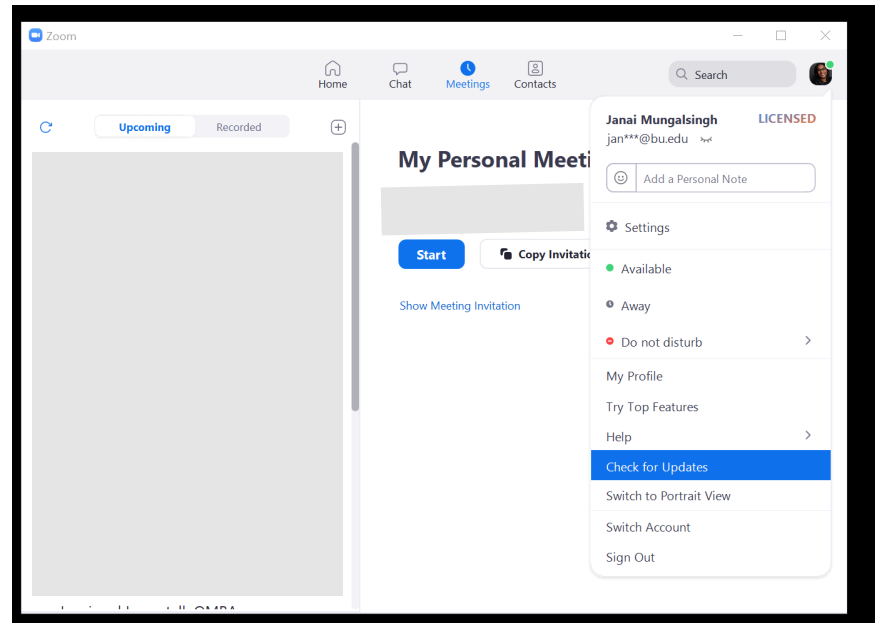 Zoom
Home Chat Meetings Contacts
Search
Upcoming Recorded
My Personal Meeti
Start
Copy Invitatio
Show Meeting Invitation
Janai Mungalsingh LICENSED
jan***@bu.edu
Add a Personal Note
Settings
Available
Away
Do not disturb
My Profile
Try Top Features
Help
Check for Updates
Switch to Portrait View
Switch Account
Sign Out